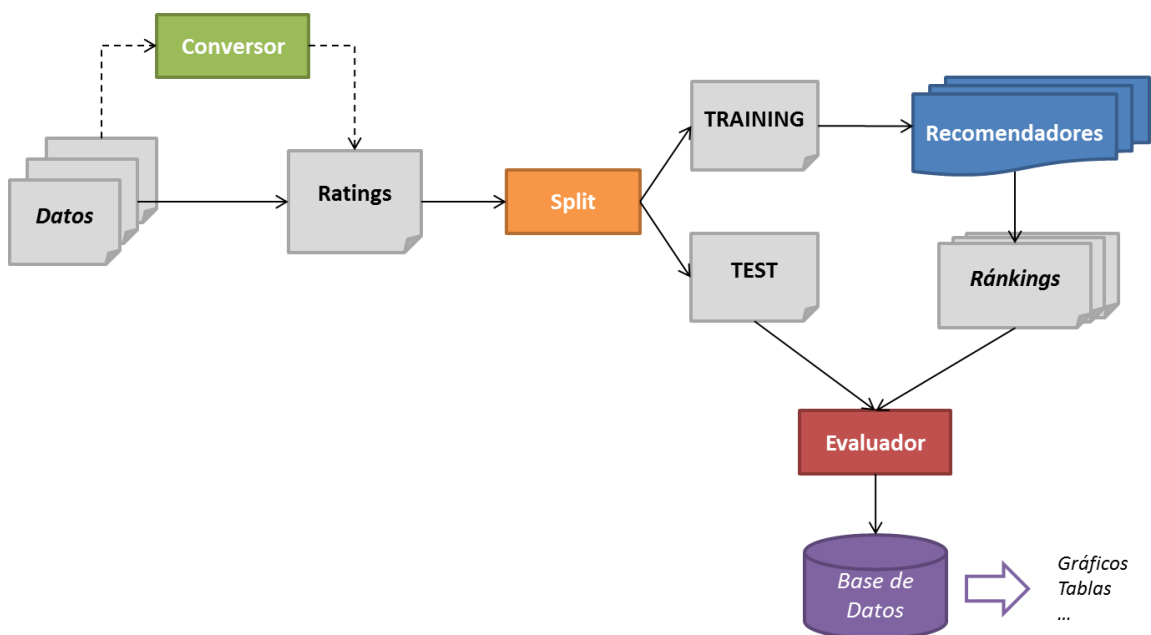 Conversor
Datos
Ratings
Split
TRAINING
TEST
Recomendadores
Ránkings
Evaluador
Base de
Datos
Gráficos
Tablas
...